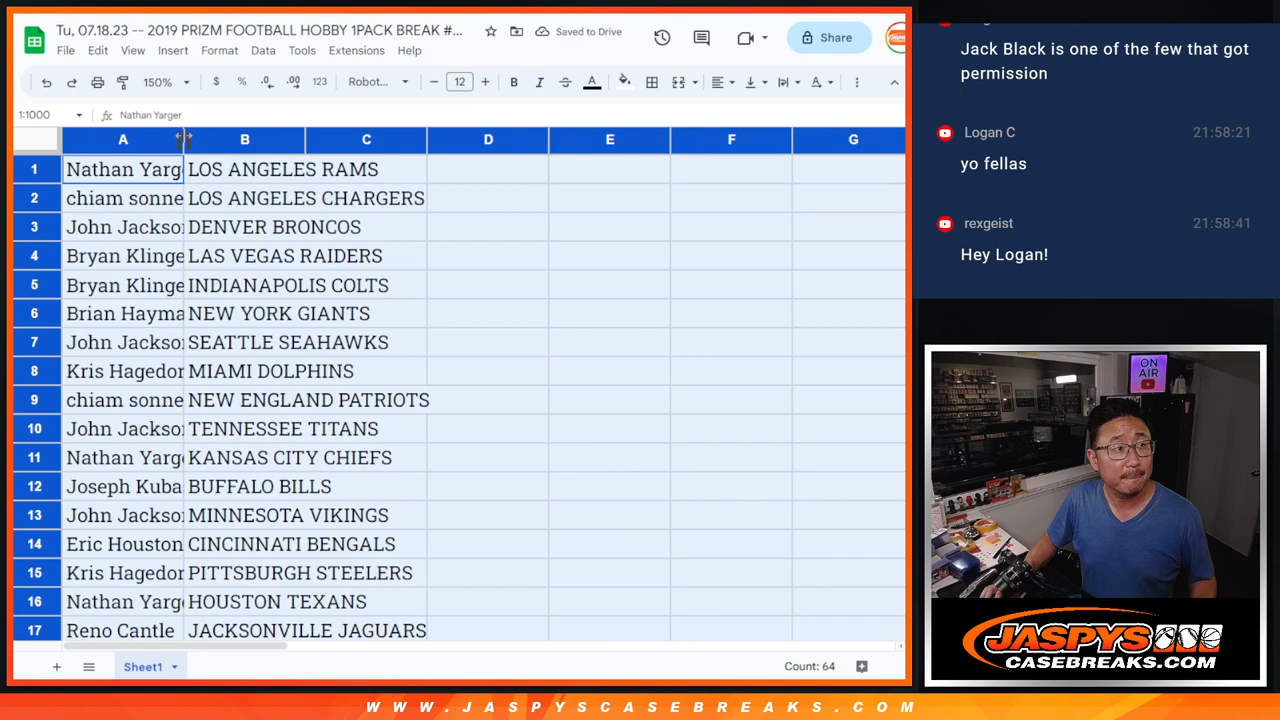 Tu, 07.18.23 -- 2019 PRIZM FOOTBALL HOBBY 1PACK BREAK #...
Saved to Drive
File Edit View Insert Format Data Tools Extensions Help
Share
150% $ % .0 .00 123 Robot... − 12 + B I A
1:1000 fx Nathan Yarger
A B C D E F G
1 Nathan Yarg LOS ANGELES RAMS
2 chiam sonne LOS ANGELES CHARGERS
3 John Jackso DENVER BRONCOS
4 Bryan Klinge LAS VEGAS RAIDERS
5 Bryan Klinge INDIANAPOLIS COLTS
6 Brian Hayma NEW YORK GIANTS
7 John Jackso SEATTLE SEAHAWKS
8 Kris Hagedor MIAMI DOLPHINS
9 chiam sonne NEW ENGLAND PATRIOTS
10 John Jackso TENNESSEE TITANS
11 Nathan Yarg KANSAS CITY CHIEFS
12 Joseph Kuba BUFFALO BILLS
13 John Jackso MINNESOTA VIKINGS
14 Eric Houston CINCINNATI BENGALS
15 Kris Hagedor PITTSBURGH STEELERS
16 Nathan Yarg HOUSTON TEXANS
17 Reno Cantle JACKSONVILLE JAGUARS
Sheet1
Count: 64
Jack Black is one of the few that got
permission
Logan C 21:58:21
yo fellas
rexgeist 21:58:41
Hey Logan!
ON
AIR
JASPYS
CASEBREAKS.COM
WWW.JASPYSCASEBREAKS.COM